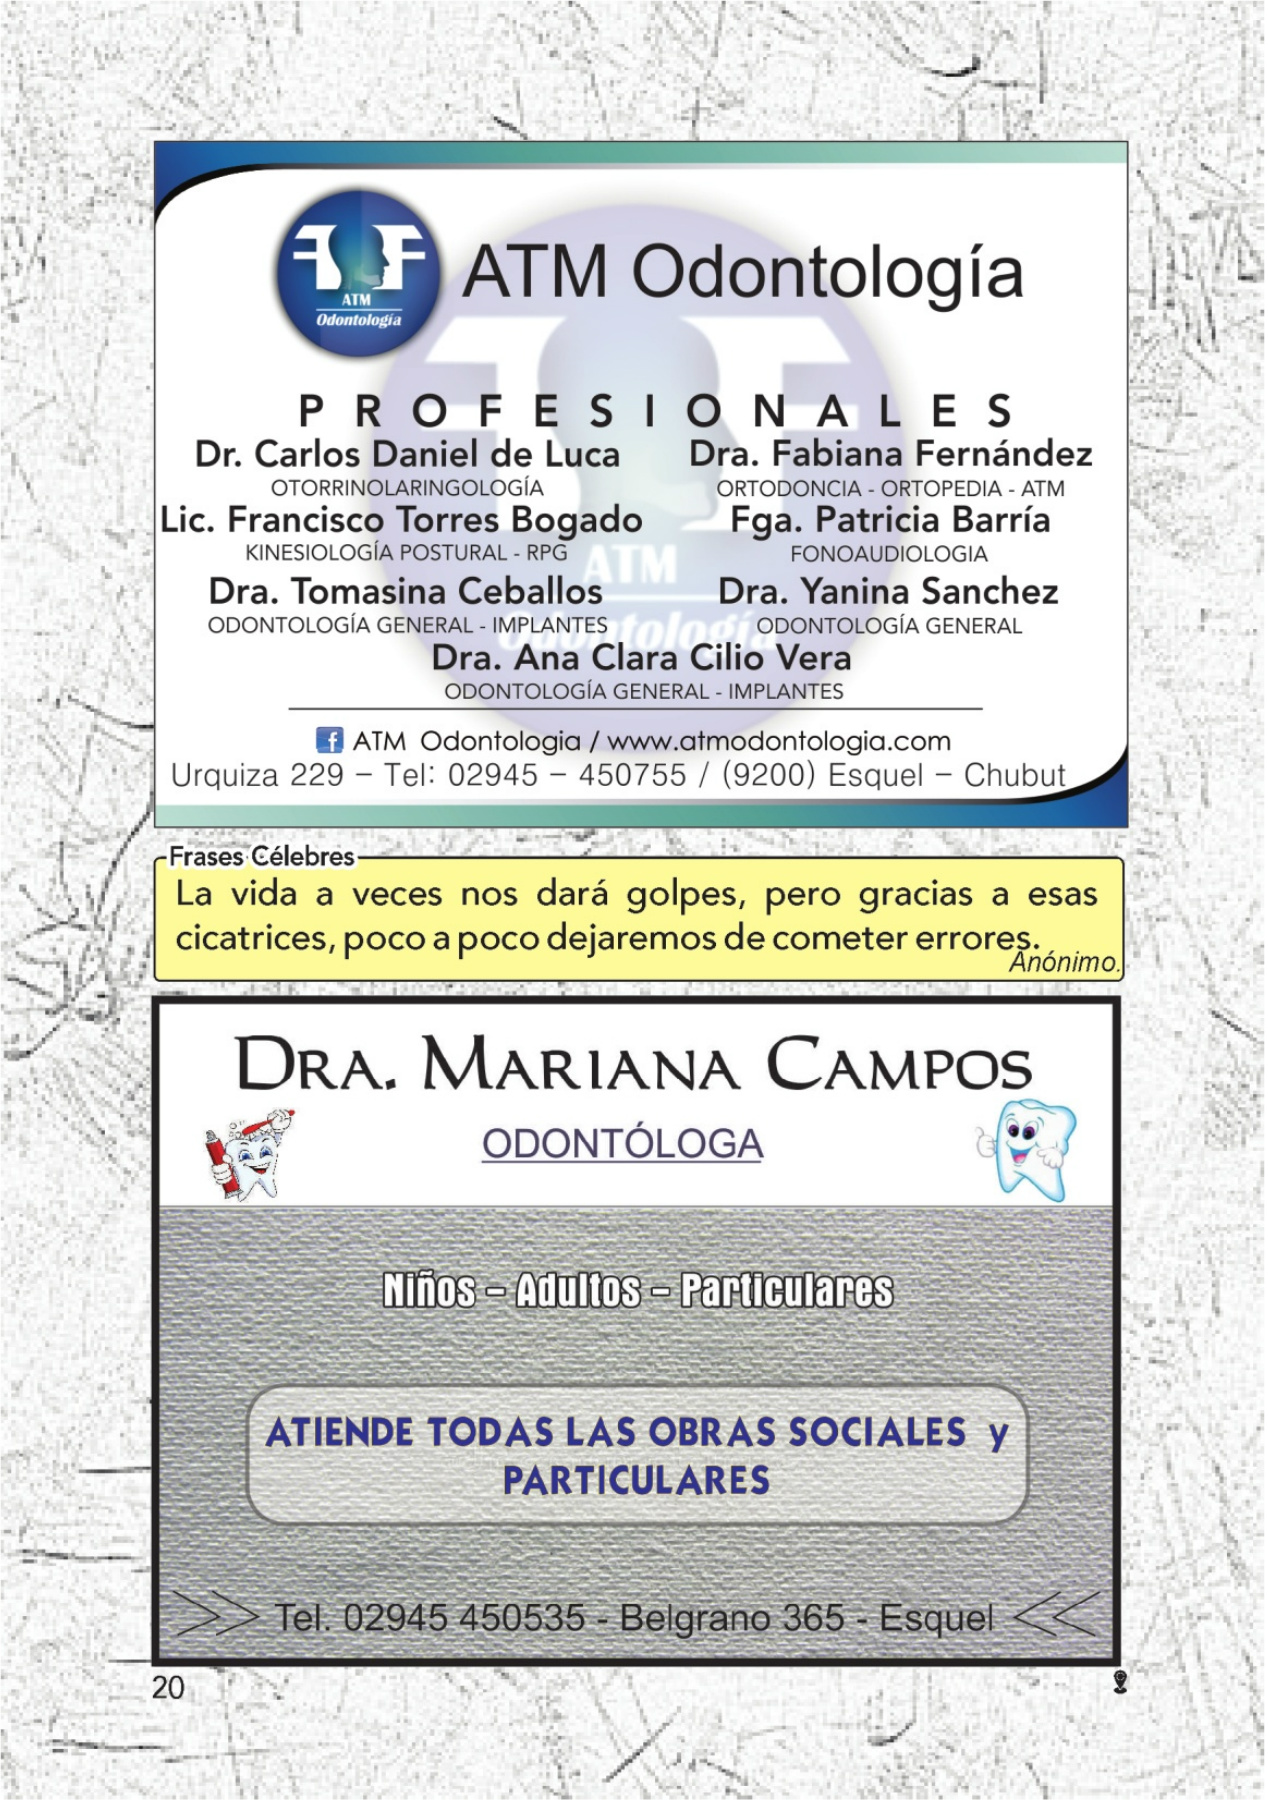 ATM
Odontología
ATM Odontología
PROFESIONALES
Dr. Carlos Daniel de Luca
OTORRINOLARINGOLOGÍA
Dra. Fabiana Fernández
ORTODONCIA - ORTOPEDIA - ATM
Lic. Francisco Torres Bogado
KINESIOLOGÍA POSTURAL - RPG
Fga. Patricia Barría
FONOAUDIOLOGIA
Dra. Tomasina Ceballos
ODONTOLOGÍA GENERAL - IMPLANTES
Dra. Yanina Sanchez
ODONTOLOGÍA GENERAL
Dra. Ana Clara Cilio Vera
ODONTOLOGÍA GENERAL - IMPLANTES
ATM
Odontología
f ATM Odontologia / www.atmodontologia.com
Urquiza 229 – Tel: 02945 – 450755 / (9200) Esquel – Chubut
Frases Célebres
La vida a veces nos dará golpes, pero gracias a esas
cicatrices, poco a poco dejaremos de cometer errores.
Anónimo.
DRA. MARIANA CAMPOS
ODONTÓLOGA
Niños – Adultos – Particulares
ATIENDE TODAS LAS OBRAS SOCIALES y
PARTICULARES
Tel. 02945 450535 - Belgrano 365 - Esquel
20